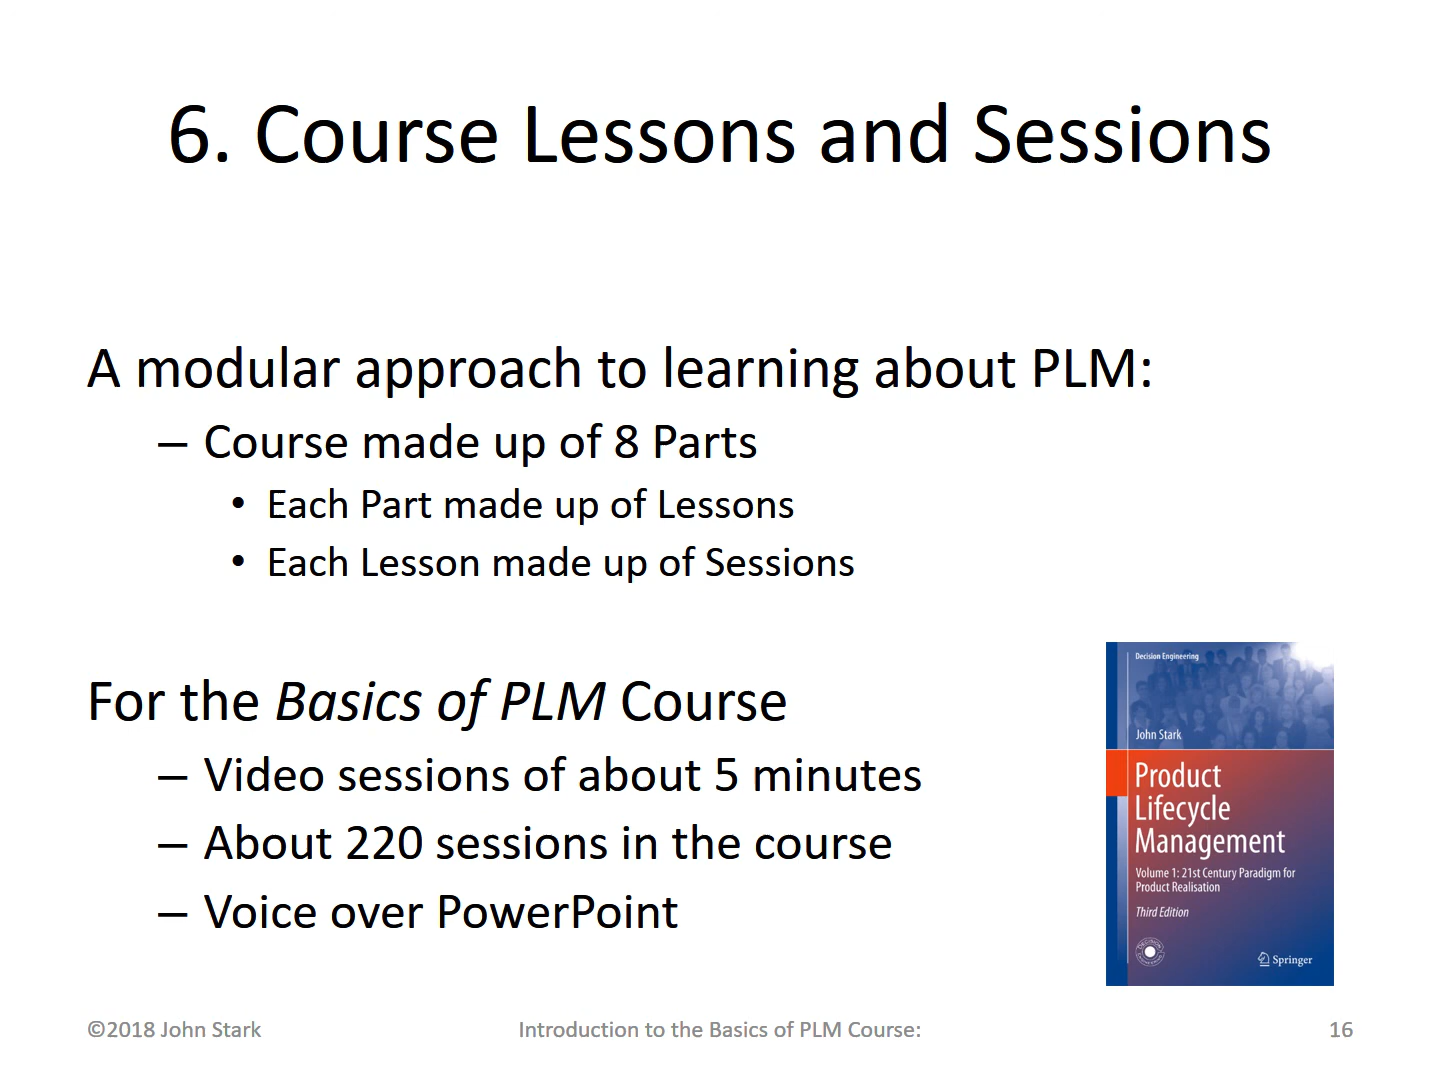 6. Course Lessons and Sessions
A modular approach to learning about PLM:
– Course made up of 8 Parts
• Each Part made up of Lessons
• Each Lesson made up of Sessions
For the Basics of PLM Course
– Video sessions of about 5 minutes
– About 220 sessions in the course
– Voice over PowerPoint
Decision Engineering
John Stark
Product
Lifecycle
Management
Volume 1: 21st Century Paradigm for
Product Realisation
Third Edition
DECISION ENGINEERING
Springer
©2018 John Stark
Introduction to the Basics of PLM Course:
16